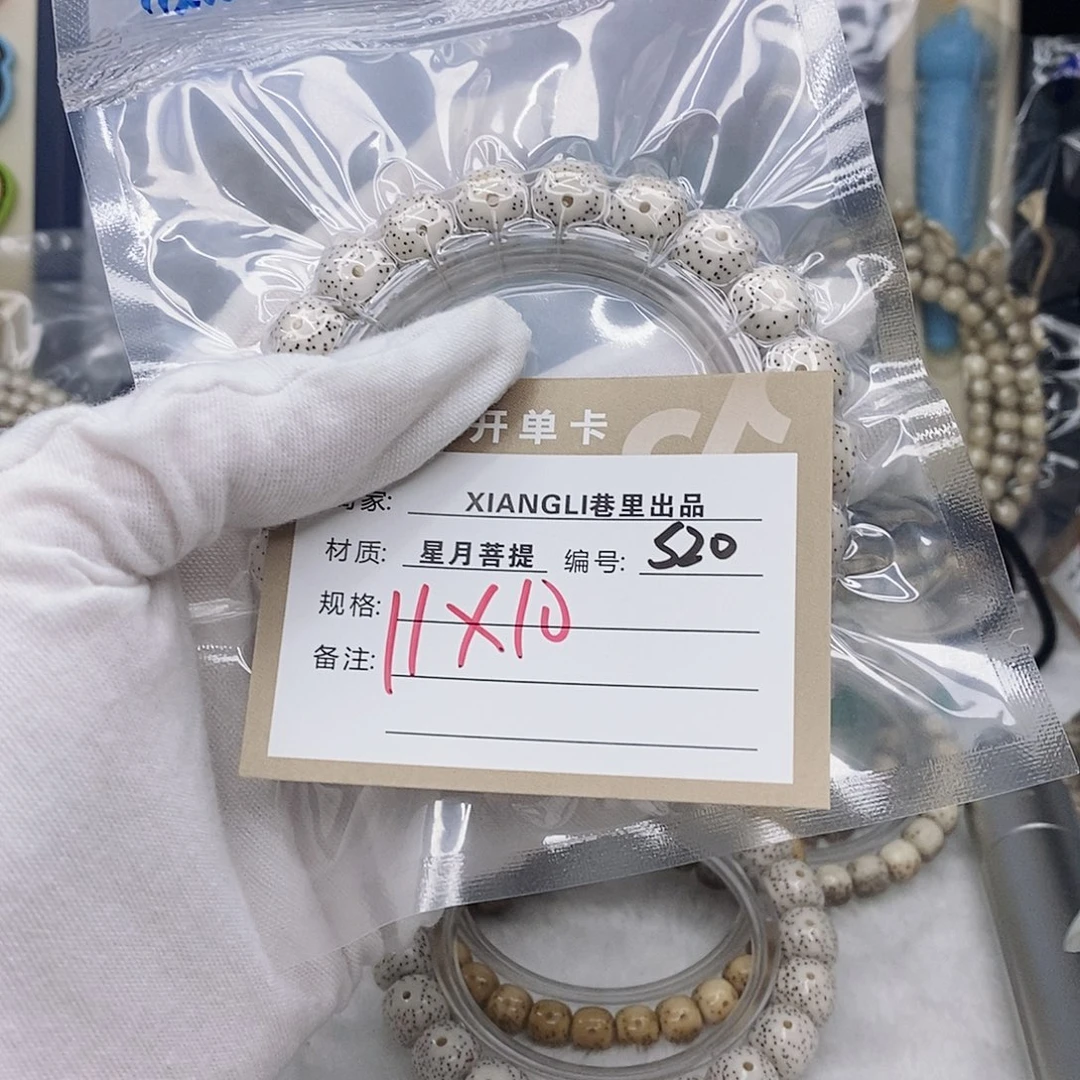 开单卡
家: XIANGLI巷里出品
材质: 星月菩提 编号: 520
规格: 11X10
备注: